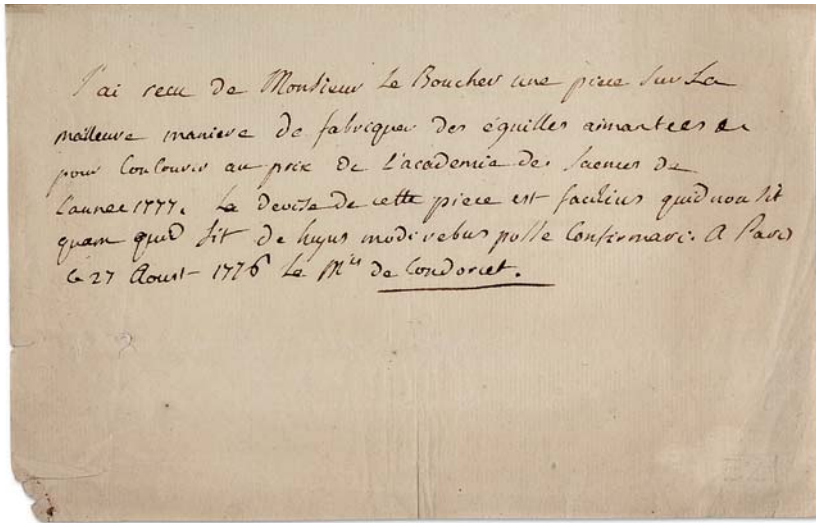 J'ai recu de Monsieur Le Boucher une piece sur La
meilleure maniere de fabriquer des éguilles aimantees
pour Concourir au prix de L'academie des Sciences de
L'annee 1777. La devise de cette piece est facilius quid non sit
quam quid sit de hujus modi rebus posse Confirmari. A Paris
Le 27 Aoust 1776 Le Mis de Condorcet.